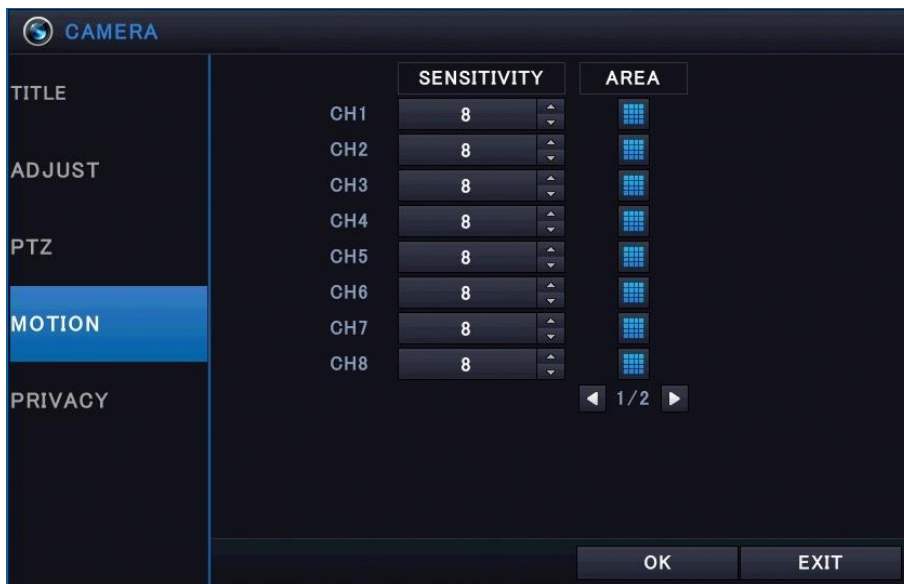 CAMERA
TITLE
ADJUST
PTZ
MOTION
PRIVACY
SENSITIVITY AREA
CH1 8
CH2 8
CH3 8
CH4 8
CH5 8
CH6 8
CH7 8
CH8 8
1/2
OK EXIT